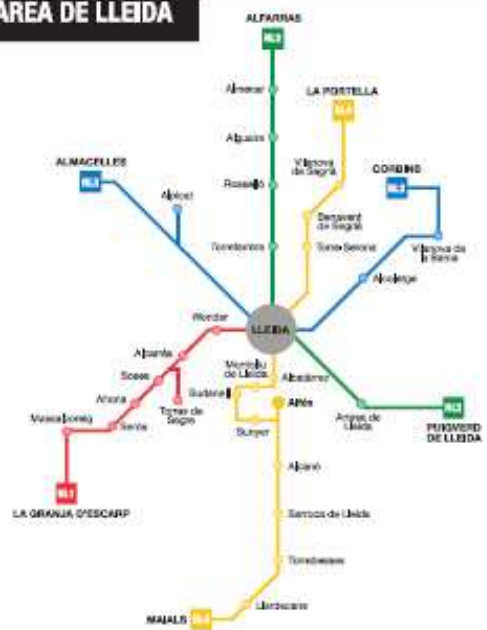 ÀREA DE LLEIDA
ALFARRÀS
Almenar
LA PORTELLA
Alguaire
Vilanova
de Segrià
ALMACELLES
CORBINS
Alpicat
Rosselló
Benavent
de Segrià
Torrefarrera
Torre-Serona
Vilanova de
la Barca
Alcoletge
LLEIDA
Alcarràs
Montoliu
de Lleida
Albatàrrec
Soses
Sudanell
Alfés
Aitona
Torres de
Segre
Artesa de
Lleida
PUIGVERD
DE LLEIDA
Massalcoreig
Seròs
Sunyer
Alcanó
LA GRANJA D'ESCARP
Sarroca de Lleida
Torrebesses
Llardecans
MAIALS